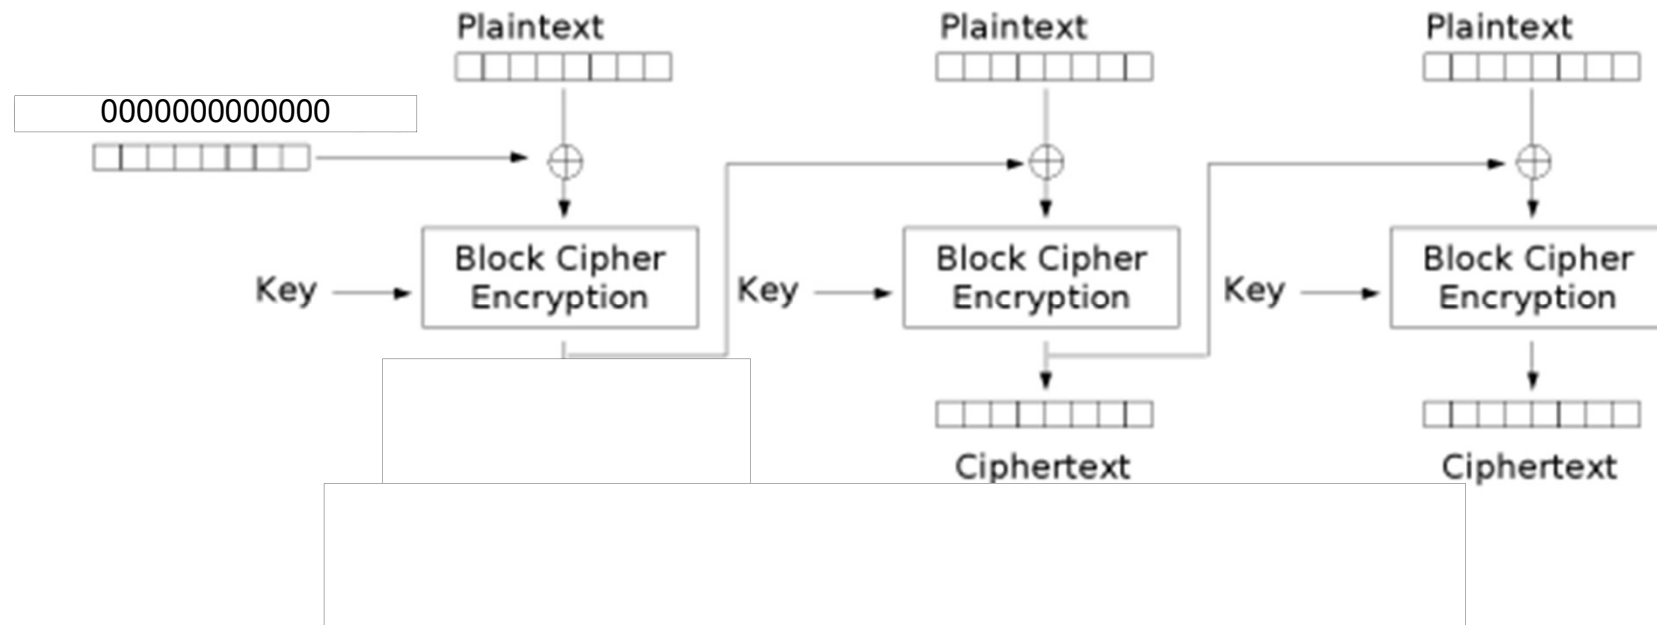 Plaintext
Plaintext
Plaintext
0000000000000
Key
Block Cipher
Encryption
Key
Block Cipher
Encryption
Key
Block Cipher
Encryption
Ciphertext
Ciphertext